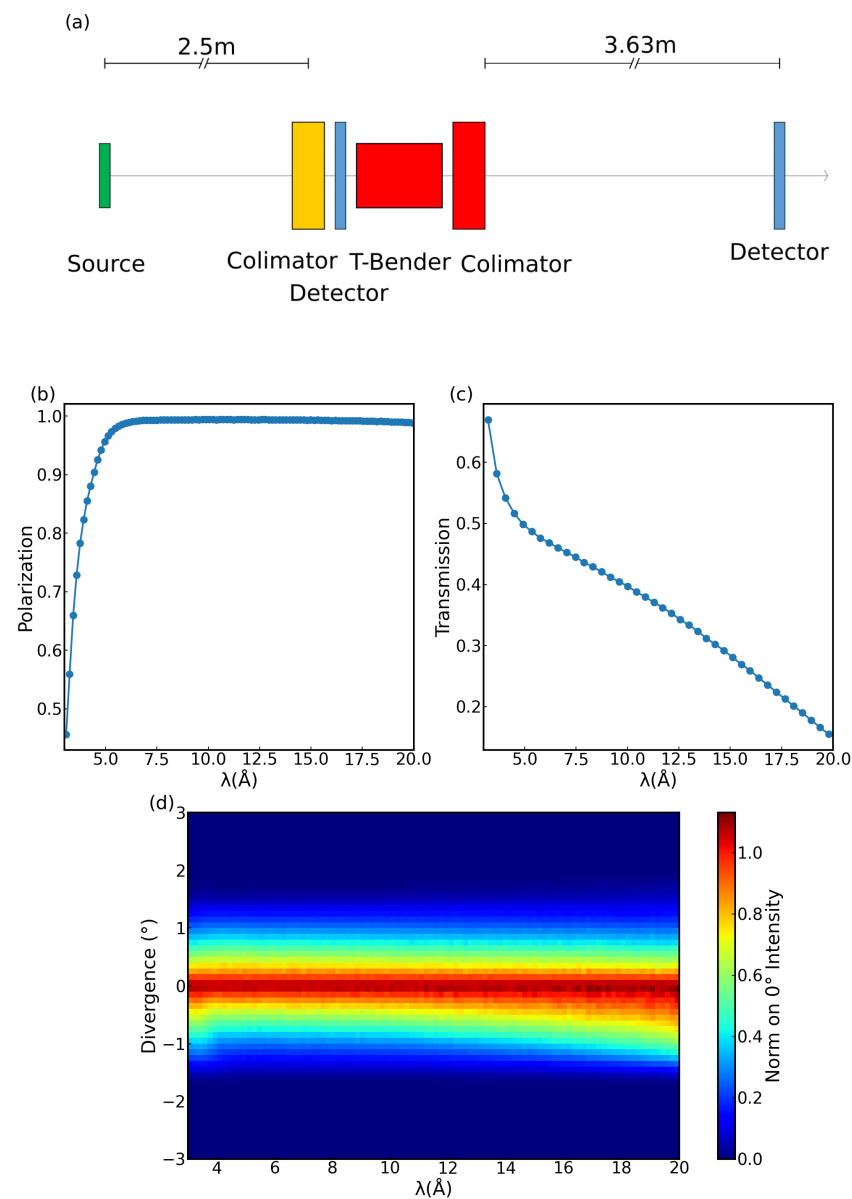 (a)
2.5m
3.63m
Source
Colimator
T-Bender
Colimator
Detector
Detector
(b)
1.0
0.9
0.8
0.7
0.6
0.5
Polarization
5.0 7.5 10.0 12.5 15.0 17.5 20.0
λ(Å)
(c)
0.6
0.5
0.4
0.3
0.2
Transmission
5.0 7.5 10.0 12.5 15.0 17.5 20.0
λ(Å)
(d)
3
2
1
0
−1
−2
−3
Divergence (°)
4 6 8 10 12 14 16 18 20
λ(Å)
1.0
0.8
0.6
0.4
0.2
0.0
Norm on 0° Intensity